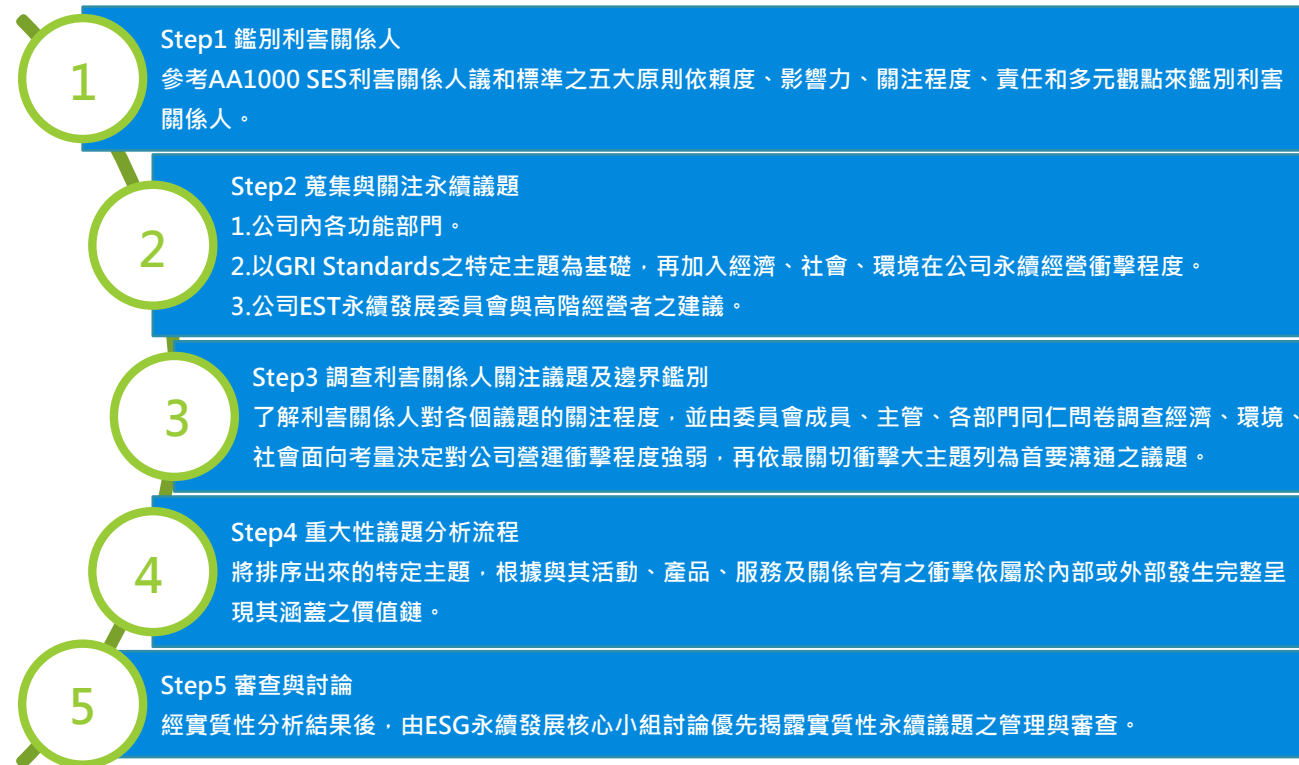 1
Step1 鑑別利害關係人
參考AA1000 SES利害關係人議和標準之五大原則依賴度、影響力、關注程度、責任和多元觀點來鑑別利害
關係人。
2
Step2 蒐集與關注永續議題
1.公司內各功能部門。
2.以GRI Standards之特定主題為基礎，再加入經濟、社會、環境在公司永續經營衝擊程度。
3.公司EST永續發展委員會與高階經營者之建議。
3
Step3 調查利害關係人關注議題及邊界鑑別
了解利害關係人對各個議題的關注程度，並由委員會成員、主管、各部門同仁問卷調查經濟、環境、
社會面向考量決定對公司營運衝擊程度強弱，再依最關切衝擊大主題列為首要溝通之議題。
4
Step4 重大性議題分析流程
將排序出來的特定主題，根據與其活動、產品、服務及關係官有之衝擊依屬於內部或外部發生完整呈
現其涵蓋之價值鏈。
5
Step5 審查與討論
經實質性分析結果後，由ESG永續發展核心小組討論優先揭露實質性永續議題之管理與審查。